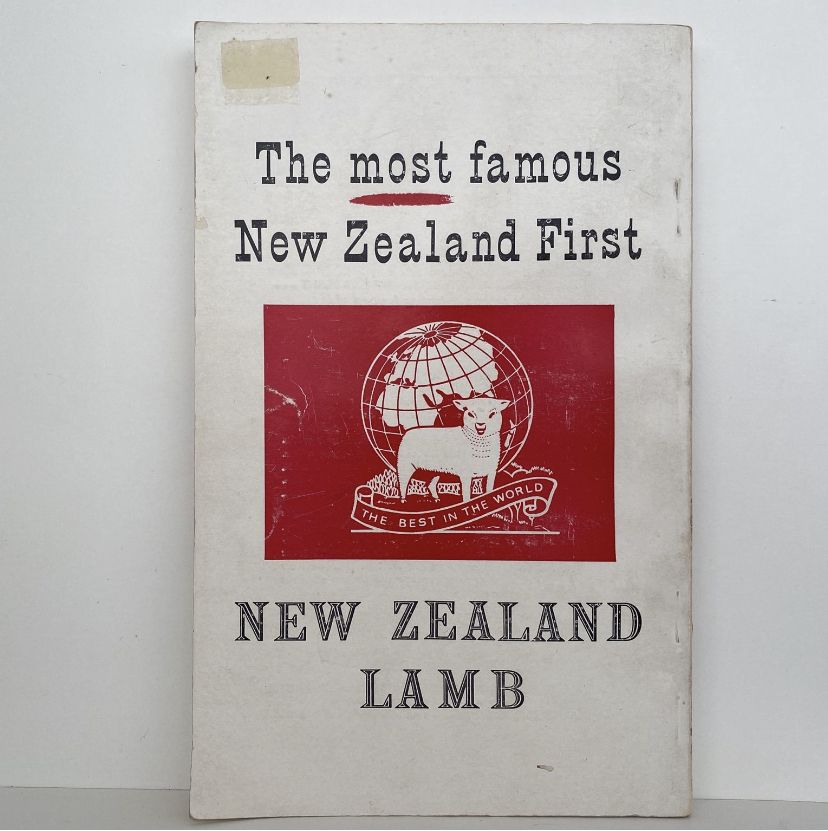 The most famous
New Zealand First
THE BEST IN THE WORLD
NEW ZEALAND
LAMB